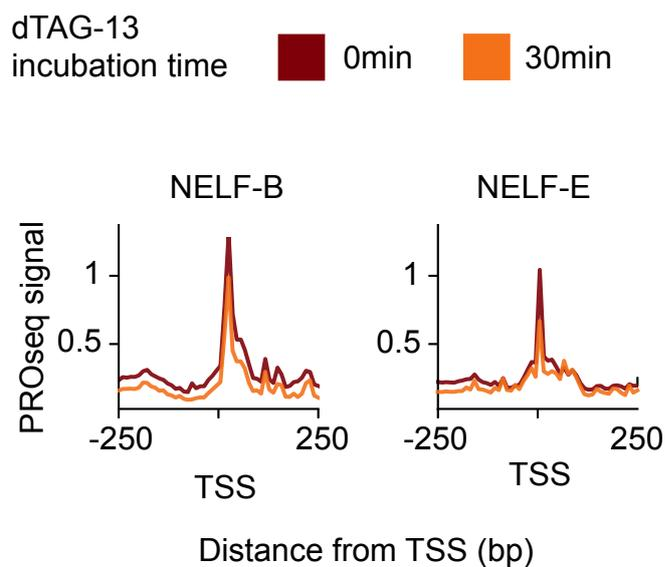 dTAG-13
incubation time
0min
30min
NELF-B
NELF-E
PROseq signal
1
0.5
-250
250
TSS
1
0.5
-250
250
TSS
Distance from TSS (bp)